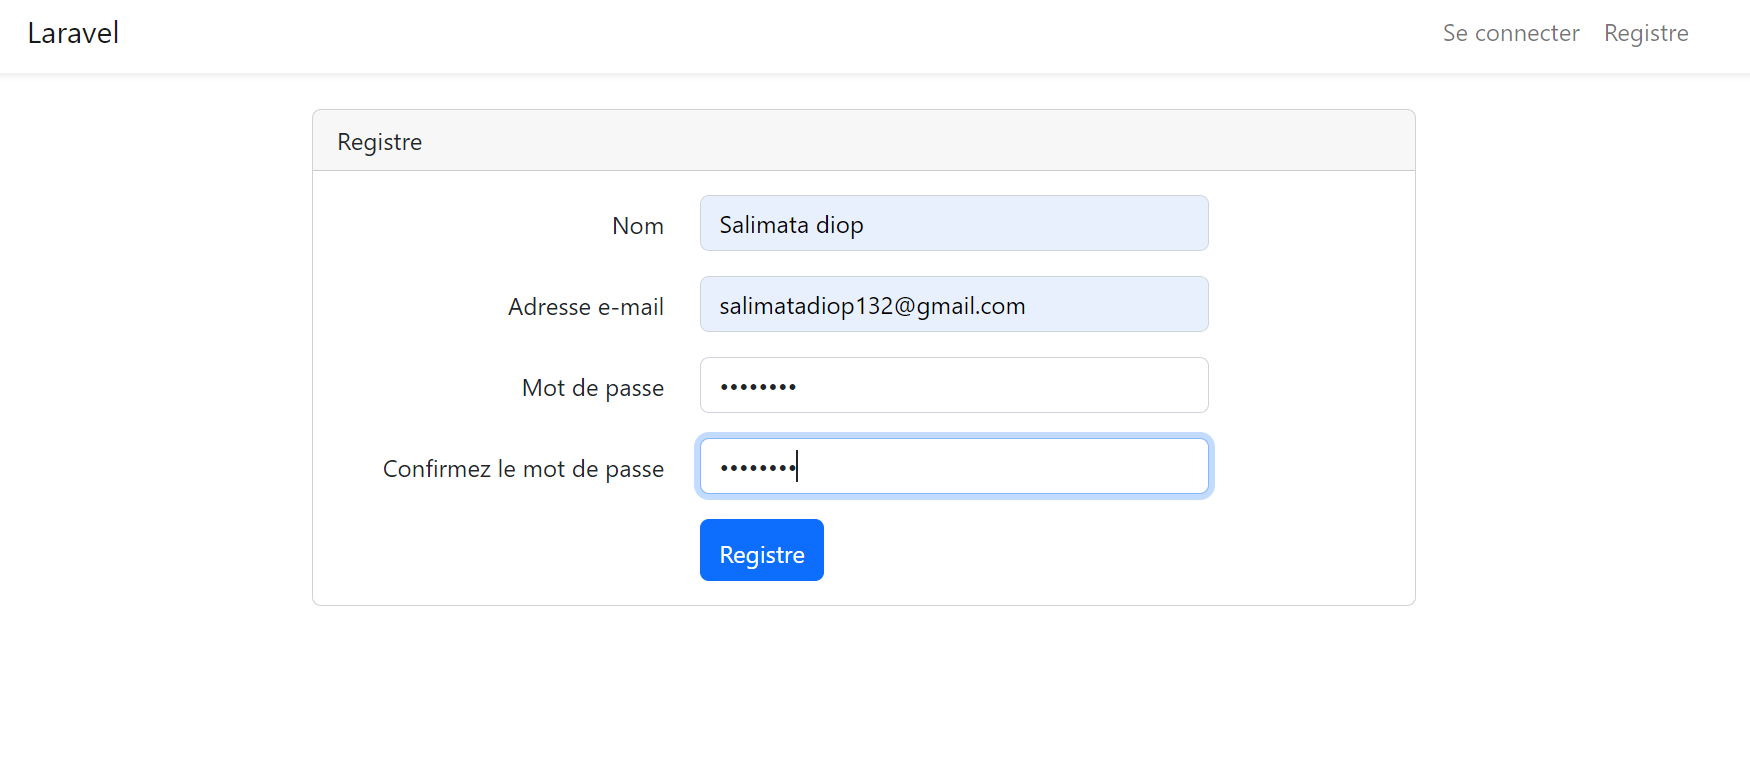 Laravel
Se connecter Registre
Registre
Nom Salimata diop
Adresse e-mail salimatadiop132@gmail.com
Mot de passe ••••••••
Confirmez le mot de passe ••••••••
Registre